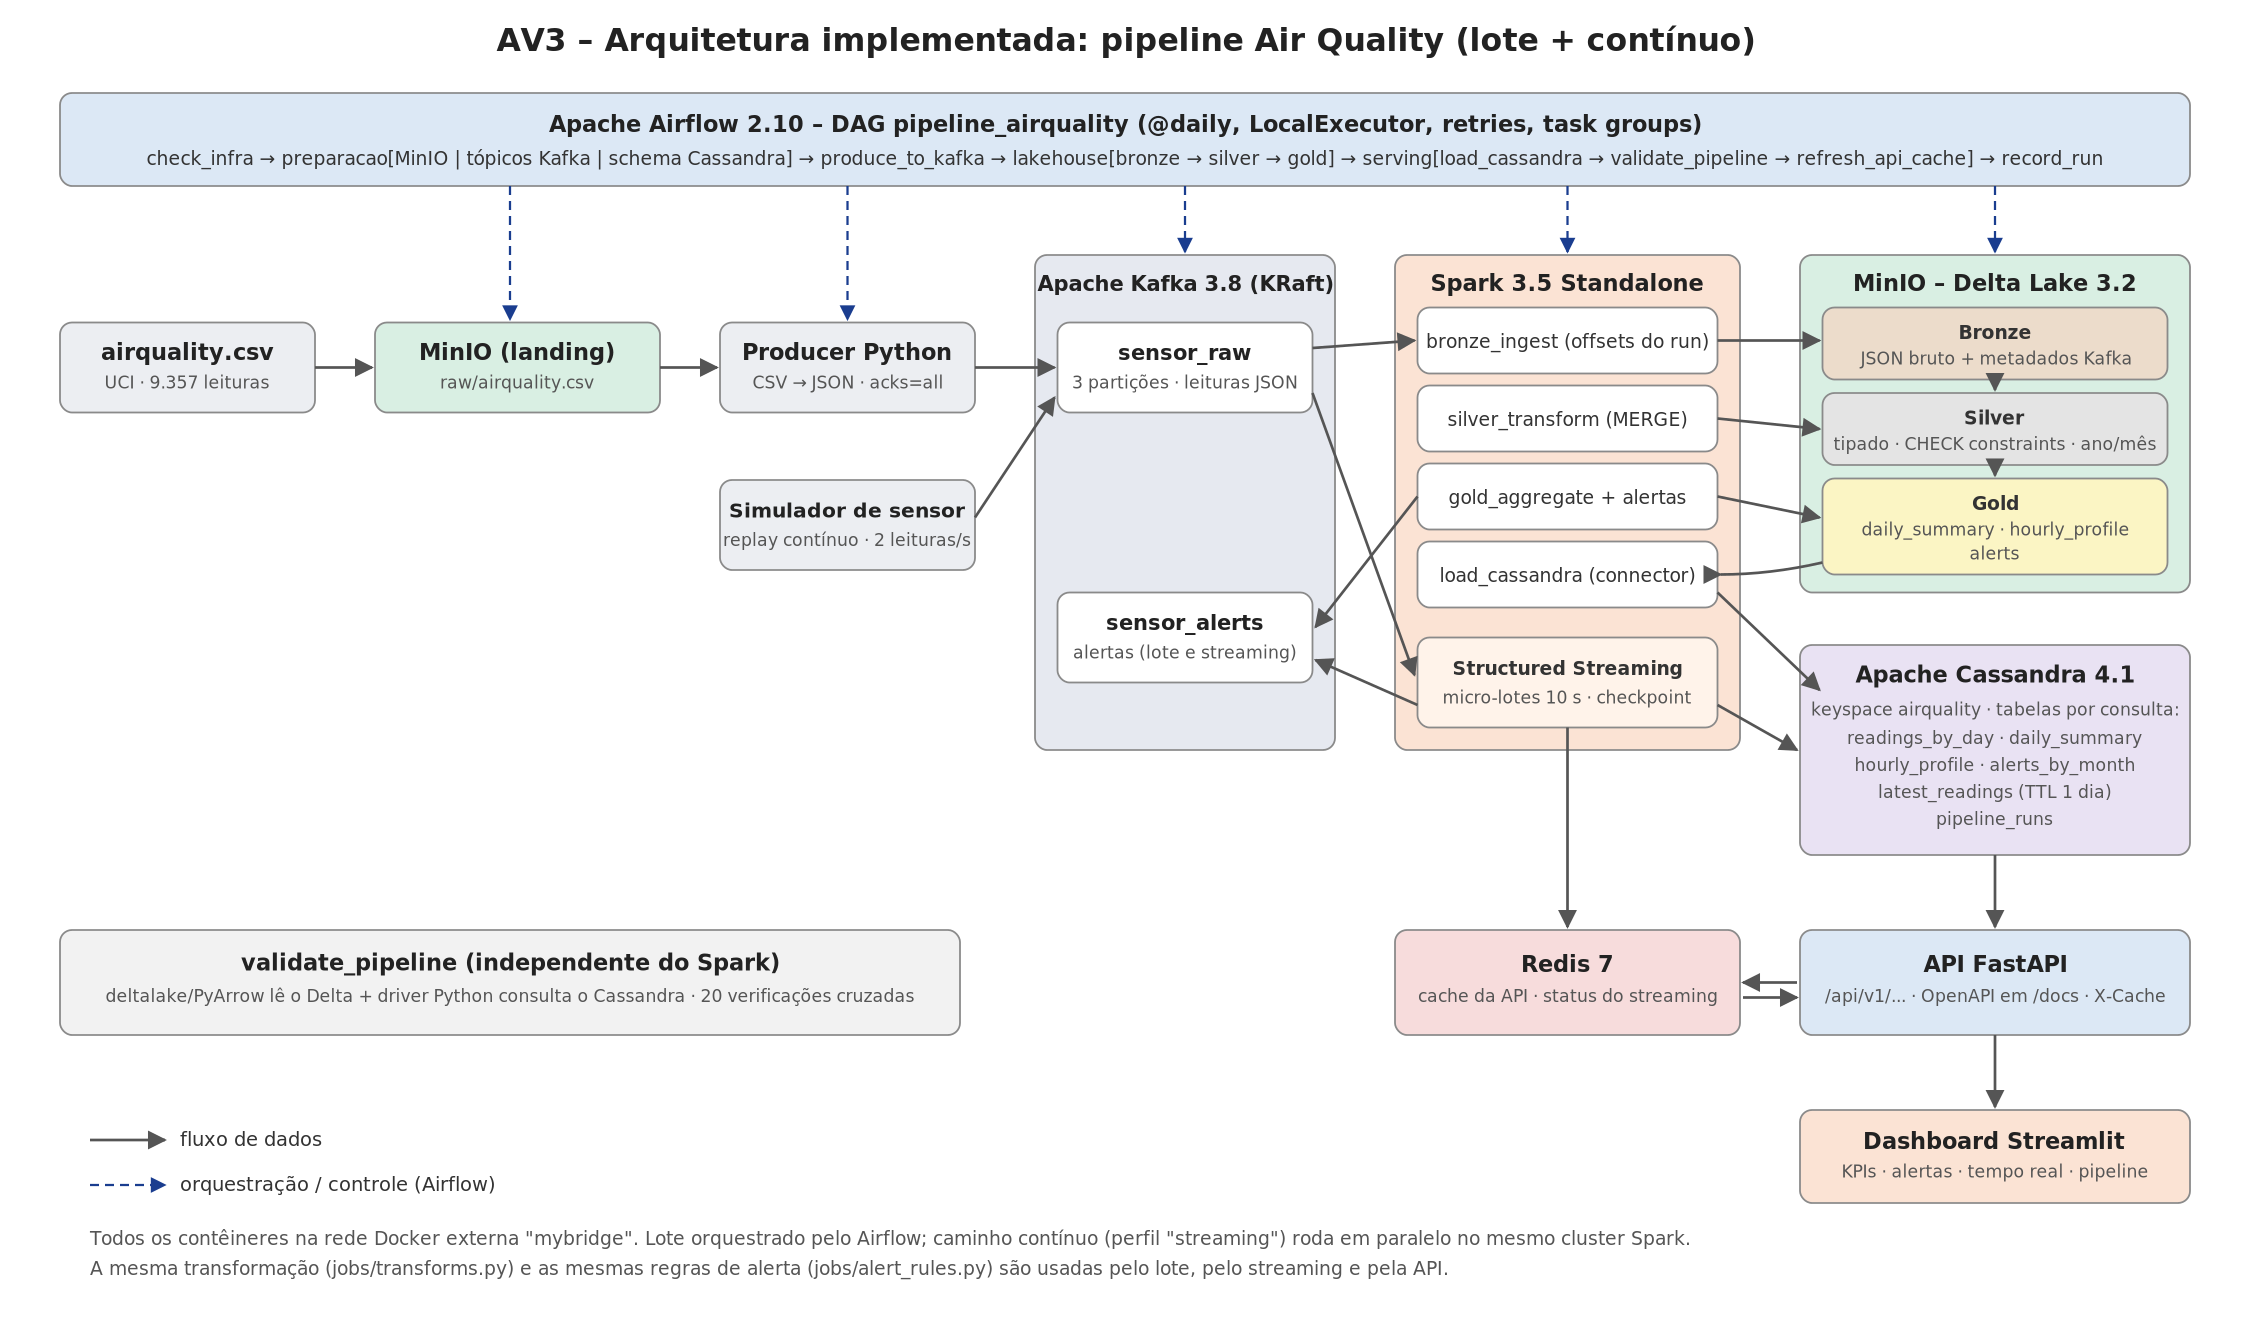 AV3 – Arquitetura implementada: pipeline Air Quality (lote + contínuo)
Apache Airflow 2.10 – DAG pipeline_airquality (@daily, LocalExecutor, retries, task groups)
check_infra → preparacao[MinIO | tópicos Kafka | schema Cassandra] → produce_to_kafka → lakehouse[bronze → silver → gold] → serving[load_cassandra → validate_pipeline → refresh_api_cache] → record_run
airquality.csv
UCI · 9.357 leituras
MinIO (landing)
raw/airquality.csv
Producer Python
CSV → JSON · acks=all
Simulador de sensor
replay contínuo · 2 leituras/s
Apache Kafka 3.8 (KRaft)
sensor_raw
3 partições · leituras JSON
sensor_alerts
alertas (lote e streaming)
Spark 3.5 Standalone
bronze_ingest (offsets do run)
silver_transform (MERGE)
gold_aggregate + alertas
load_cassandra (connector)
Structured Streaming
micro-lotes 10 s · checkpoint
MinIO – Delta Lake 3.2
Bronze
JSON bruto + metadados Kafka
Silver
tipado · CHECK constraints · ano/mês
Gold
daily_summary · hourly_profile
alerts
Apache Cassandra 4.1
keyspace airquality · tabelas por consulta:
readings_by_day · daily_summary
hourly_profile · alerts_by_month
latest_readings (TTL 1 dia)
pipeline_runs
validate_pipeline (independente do Spark)
deltalake/PyArrow lê o Delta + driver Python consulta o Cassandra · 20 verificações cruzadas
Redis 7
cache da API · status do streaming
API FastAPI
/api/v1/... · OpenAPI em /docs · X-Cache
Dashboard Streamlit
KPIs · alertas · tempo real · pipeline
fluxo de dados
orquestração / controle (Airflow)
Todos os contêineres na rede Docker externa "mybridge". Lote orquestrado pelo Airflow; caminho contínuo (perfil "streaming") roda em paralelo no mesmo cluster Spark.
A mesma transformação (jobs/transforms.py) e as mesmas regras de alerta (jobs/alert_rules.py) são usadas pelo lote, pelo streaming e pela API.